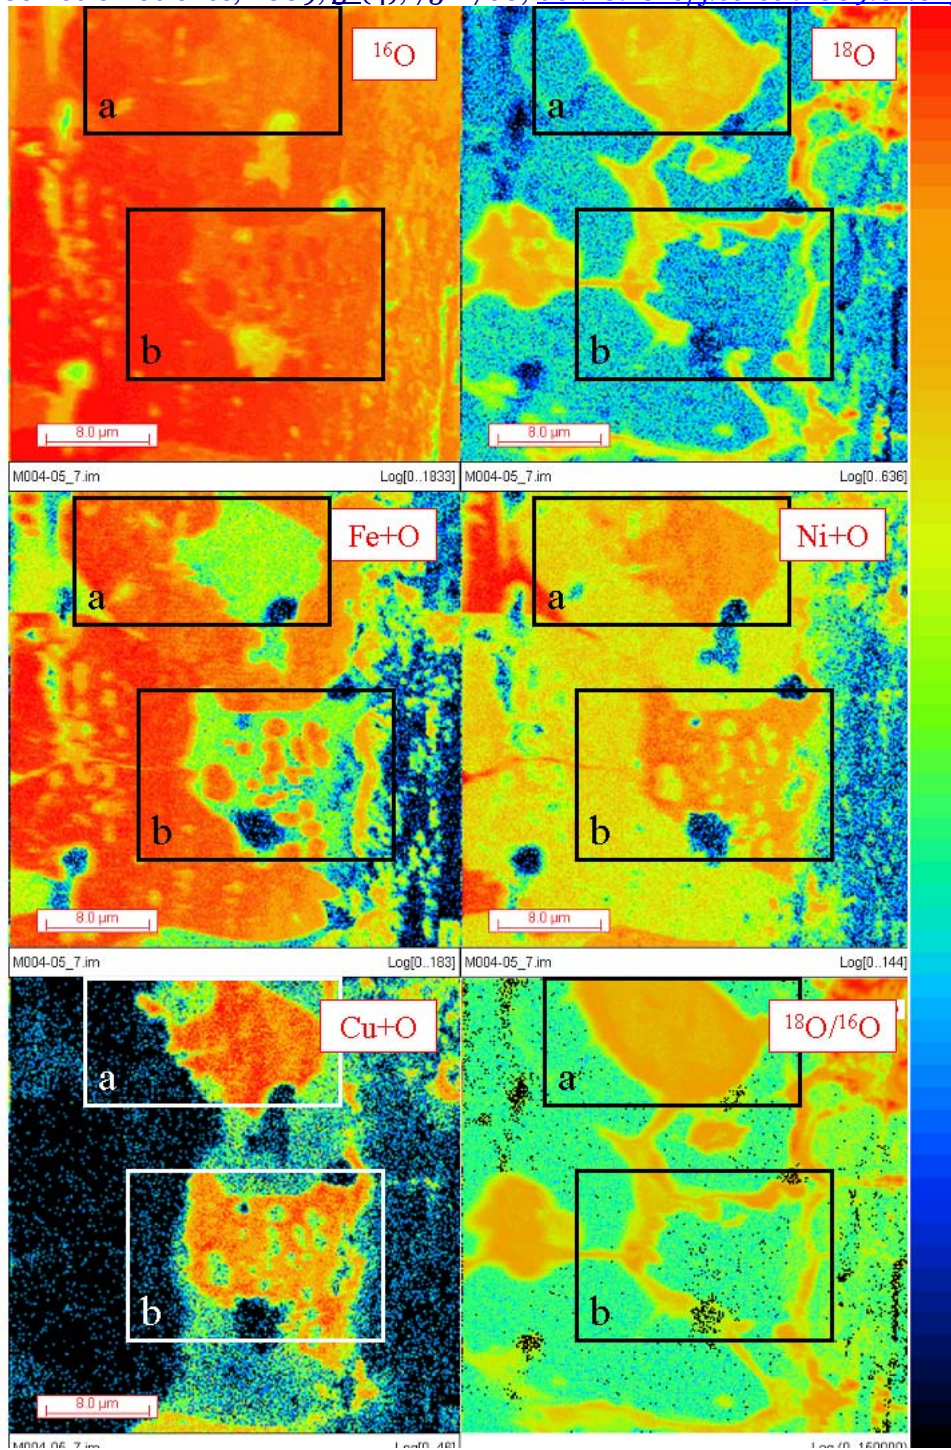 ¹⁶O
¹⁸O
a
a
b
b
8.0 µm
8.0 µm
M004-05_7.im Log[0..1833]
M004-05_7.im Log[0..636]
Fe+O
Ni+O
a
a
b
b
8.0 µm
8.0 µm
M004-05_7.im Log[0..183]
M004-05_7.im Log[0..144]
Cu+O
¹⁸O/¹⁶O
a
a
b
b
8.0 µm